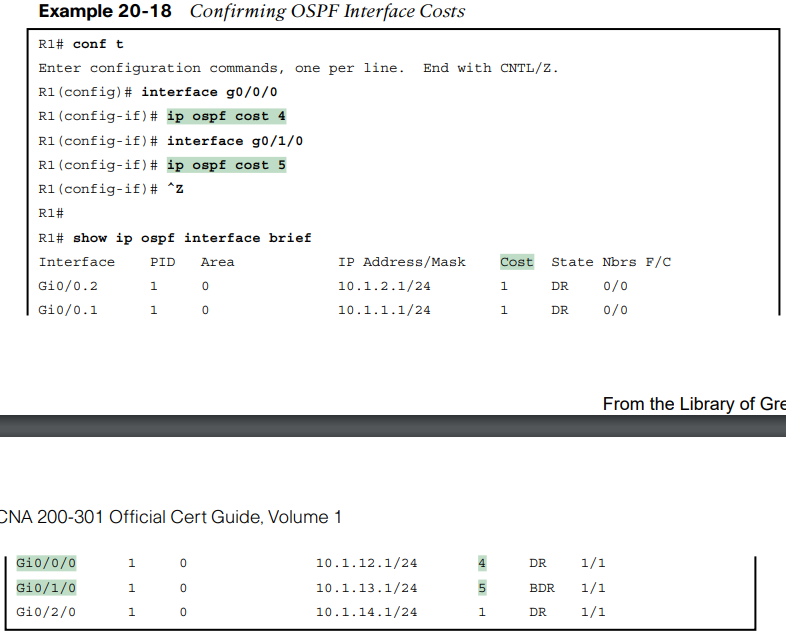 Example 20-18 Confirming OSPF Interface Costs
R1# conf t
Enter configuration commands, one per line. End with CNTL/Z.
R1(config)# interface g0/0/0
R1(config-if)# ip ospf cost 4
R1(config-if)# interface g0/1/0
R1(config-if)# ip ospf cost 5
R1(config-if)# ^Z
R1#
R1# show ip ospf interface brief
Interface PID Area IP Address/Mask Cost State Nbrs F/C
Gi0/0.2 1 0 10.1.2.1/24 1 DR 0/0
Gi0/0.1 1 0 10.1.1.1/24 1 DR 0/0
From the Library of Gre
CNA 200-301 Official Cert Guide, Volume 1
Gi0/0/0 1 0 10.1.12.1/24 4 DR 1/1
Gi0/1/0 1 0 10.1.13.1/24 5 BDR 1/1
Gi0/2/0 1 0 10.1.14.1/24 1 DR 1/1